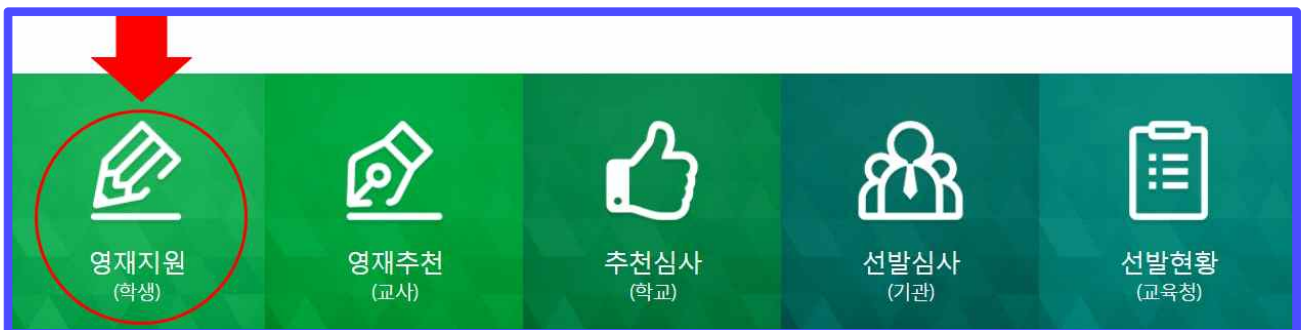 영재지원
(학생)
영재추천
(교사)
추천심사
(학교)
선발심사
(기관)
선발현황
(교육청)